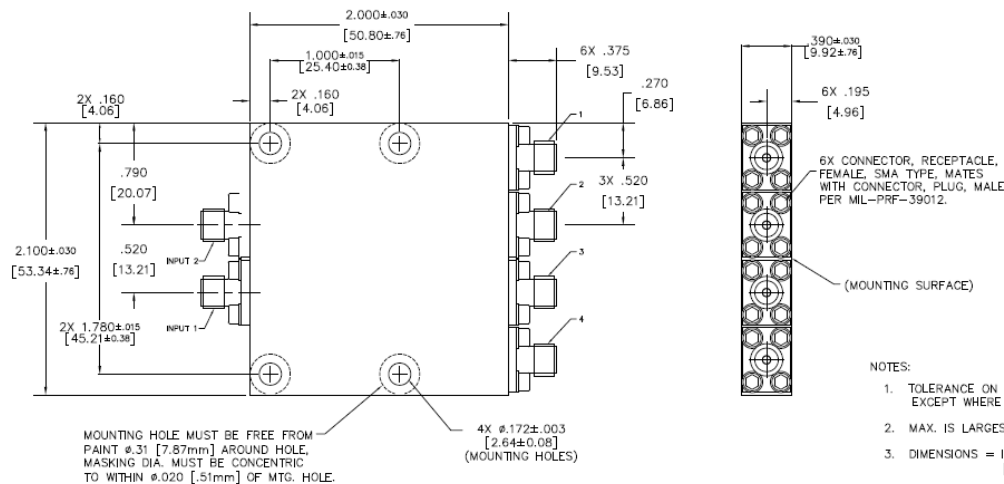 2.000±.030
[50.80±.76]
1.000±.015
[25.40±0.38]
6X .375
[9.53]
.270
[6.86]
.390±.030
[9.92±.76]
2X .160
[4.06]
2X .160
[4.06]
6X .195
[4.96]
1
.790
[20.07]
2
3X .520
[13.21]
6X CONNECTOR, RECEPTACLE,
FEMALE, SMA TYPE, MATES
WITH CONNECTOR, PLUG, MALE
PER MIL-PRF-39012.
2.100±.030
[53.34±.76]
.520
[13.21]
INPUT 2
3
(MOUNTING SURFACE)
2X 1.780±.015
[45.21±0.38]
INPUT 1
4
NOTES:
1. TOLERANCE ON
EXCEPT WHERE
2. MAX. IS LARGES
3. DIMENSIONS = I
MOUNTING HOLE MUST BE FREE FROM
PAINT ø.31 [7.87mm] AROUND HOLE,
MASKING DIA. MUST BE CONCENTRIC
TO WITHIN ø.020 [.51mm] OF MTG. HOLE.
4X ø.172±.003
[2.64±0.08]
(MOUNTING HOLES)